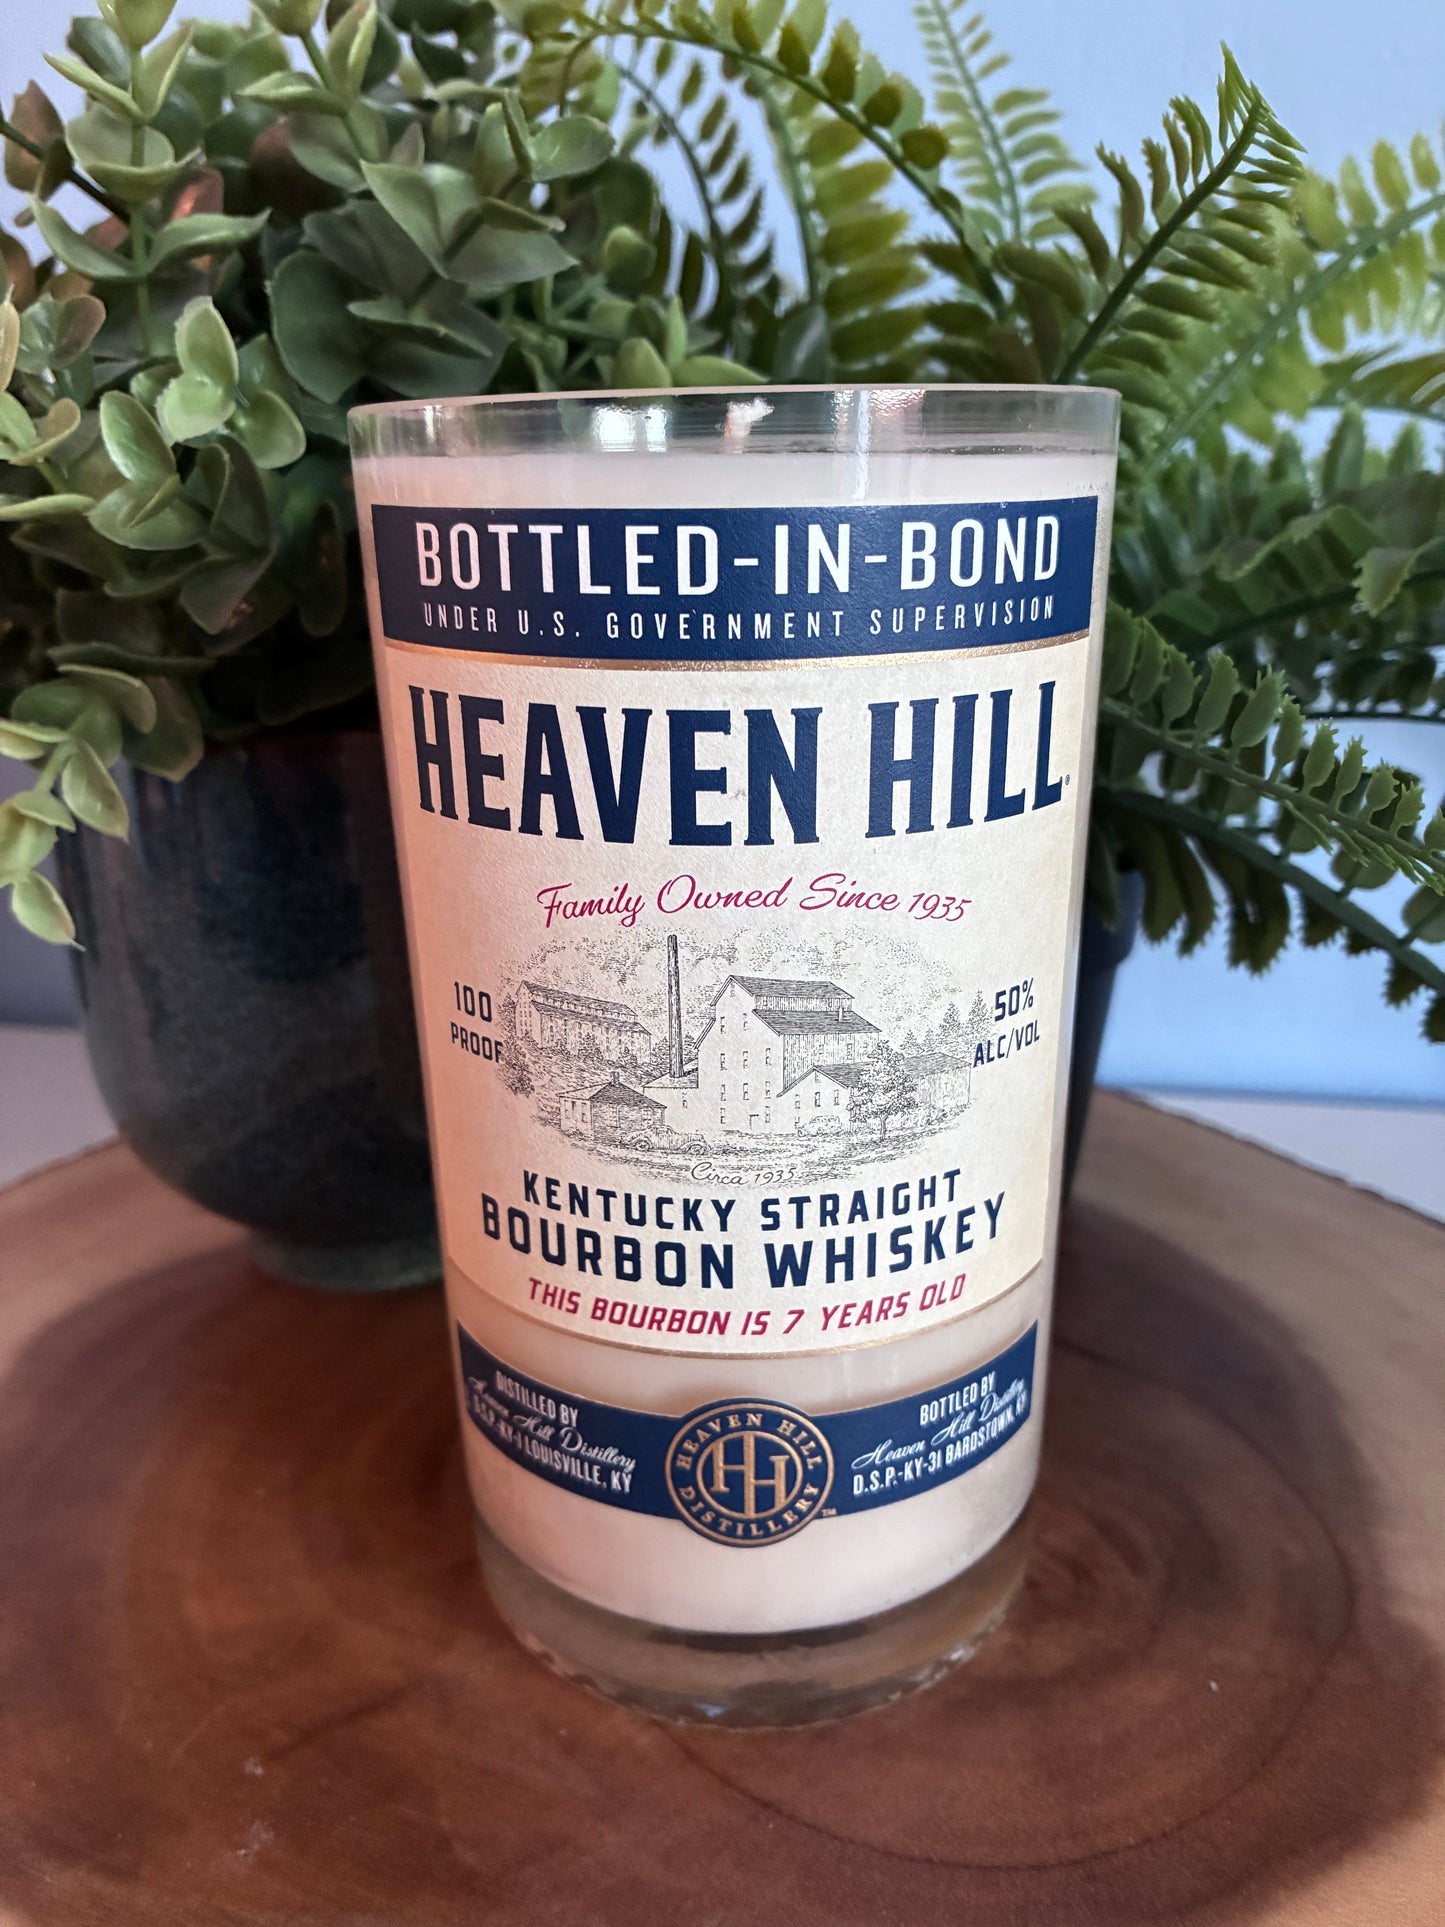 BOTTLED-IN-BOND
UNDER U.S. GOVERNMENT SUPERVISION
HEAVEN HILL®
Family Owned Since 1935
100
PROOF
50%
ALC/VOL
Circa 1935
KENTUCKY STRAIGHT
BOURBON WHISKEY
THIS BOURBON IS 7 YEARS OLD
DISTILLED BY
Heaven Hill Distillery
D.S.P.-KY-1 LOUISVILLE, KY
HEAVEN HILL
HH
DISTILLERY
™
BOTTLED BY
Heaven Hill Distillery
D.S.P.-KY-31 BARDSTOWN, KY